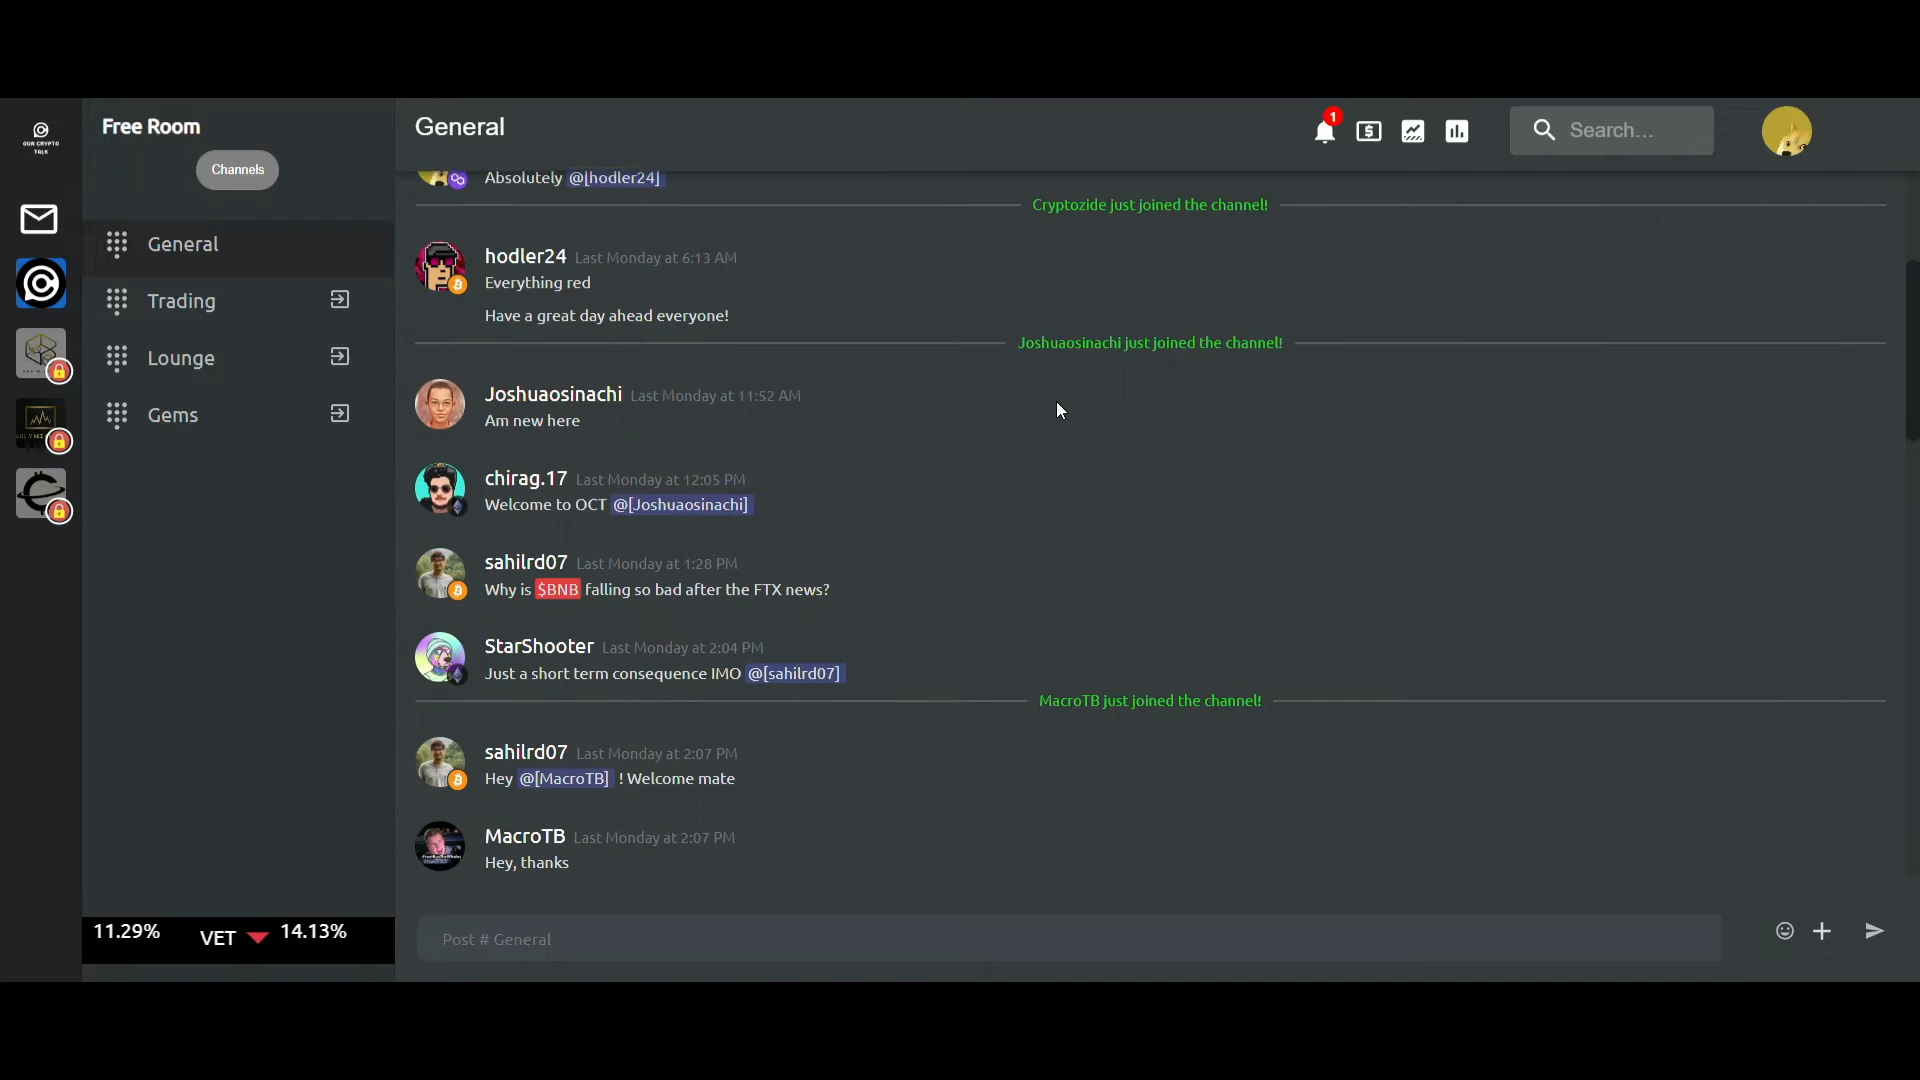 OUR CRYPTO
TALK
Free Room
Channels
General
Trading
Lounge
Gems
11.29% VET 14.13%
General
1
Search...
Absolutely @[hodler24]
Cryptozide just joined the channel!
hodler24 Last Monday at 6:13 AM
Everything red
Have a great day ahead everyone!
Joshuaosinachi just joined the channel!
Joshuaosinachi Last Monday at 11:52 AM
Am new here
chirag.17 Last Monday at 12:05 PM
Welcome to OCT @[Joshuaosinachi]
sahilrd07 Last Monday at 1:28 PM
Why is $BNB falling so bad after the FTX news?
StarShooter Last Monday at 2:04 PM
Just a short term consequence IMO @[sahilrd07]
MacroTB just joined the channel!
sahilrd07 Last Monday at 2:07 PM
Hey @[MacroTB] ! Welcome mate
MacroTB Last Monday at 2:07 PM
Hey, thanks
Post # General